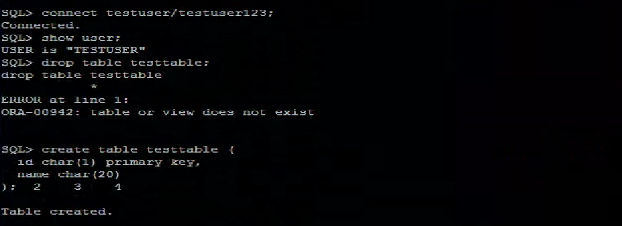 SQL> connect testuser/testuser123;
Connected.
SQL> show user;
USER is "TESTUSER"
SQL> drop table testtable;
drop table testtable
*
ERROR at line 1:
ORA-00942: table or view does not exist
SQL> create table testtable (
id char(1) primary key,
name char(20)
); 2 3 4
Table created.